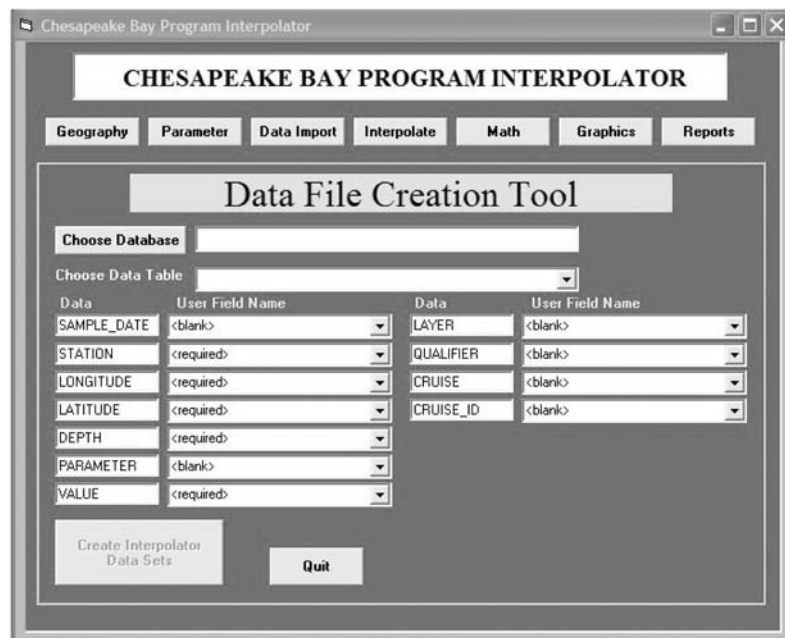 Chesapeake Bay Program Interpolator
CHESAPEAKE BAY PROGRAM INTERPOLATOR
Geography Parameter Data Import Interpolate Math Graphics Reports
Data File Creation Tool
Choose Database
Choose Data Table
Data User Field Name Data User Field Name
SAMPLE_DATE <blank> LAYER <blank>
STATION <required> QUALIFIER <blank>
LONGITUDE <required> CRUISE <blank>
LATITUDE <required> CRUISE_ID <blank>
DEPTH <required>
PARAMETER <blank>
VALUE <required>
Create Interpolator
Data Sets
Quit